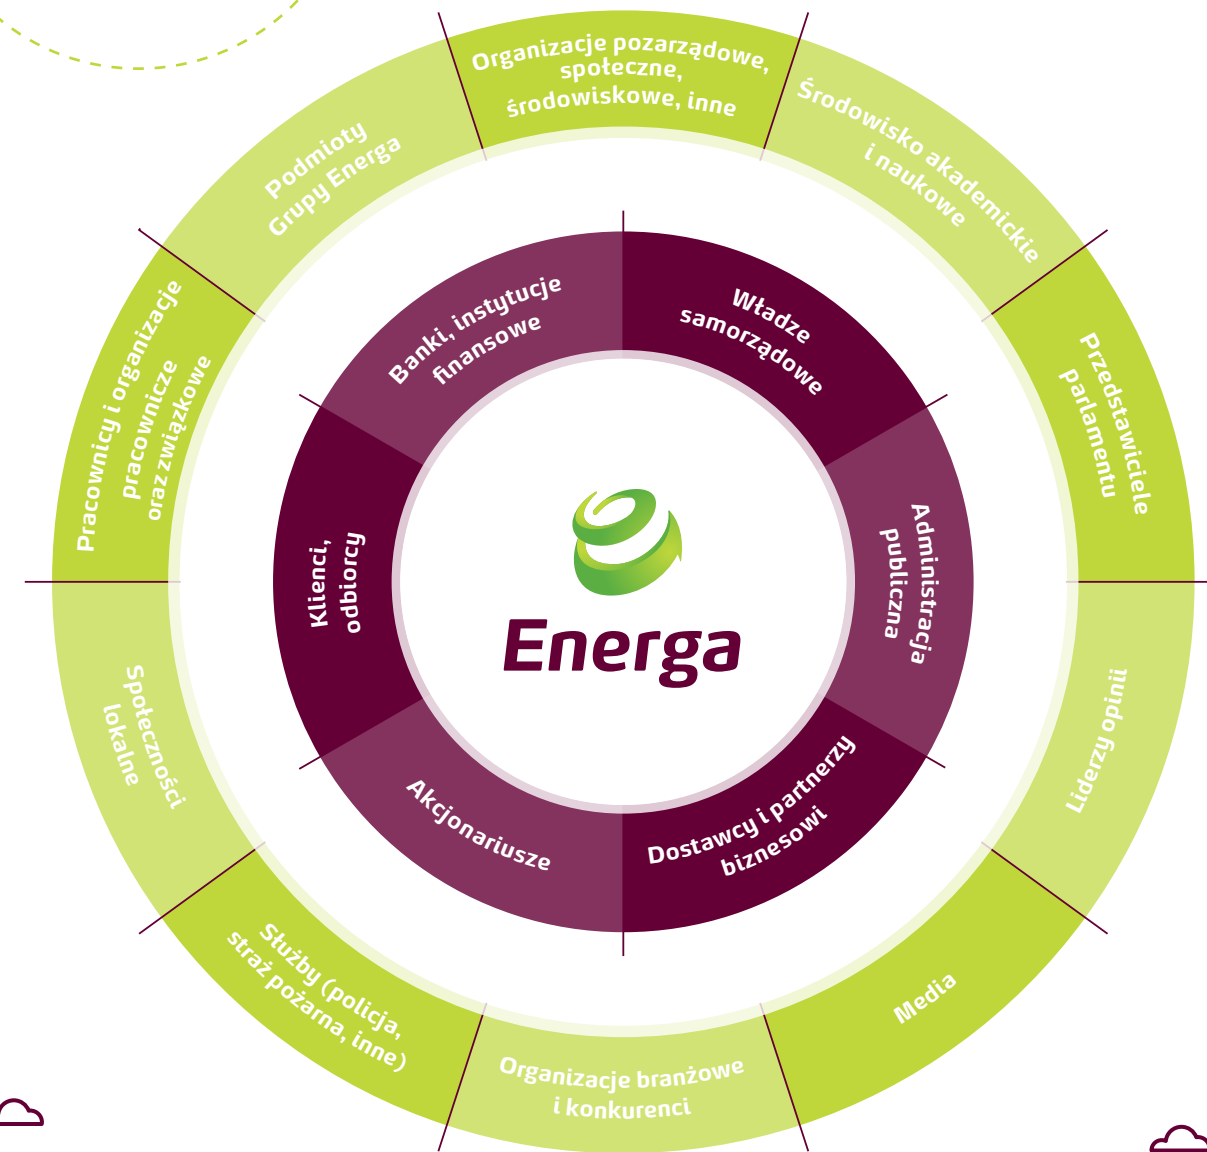 Organizacje pozarządowe,
społeczne,
środowiskowe, inne
Środowisko akademickie
i naukowe
Przedstawiciele
parlamentu
Liderzy opinii
Media
Organizacje branżowe
i konkurenci
Służby (policja,
straż pożarna, inne)
Społeczności
lokalne
Pracownicy i organizacje
pracownicze
oraz związkowe
Podmioty
Grupy Energa
Władze
samorządowe
Administracja
publiczna
Dostawcy i partnerzy
biznesowi
Akcjonariusze
Klienci,
odbiorcy
Banki, instytucje
finansowe
Energa